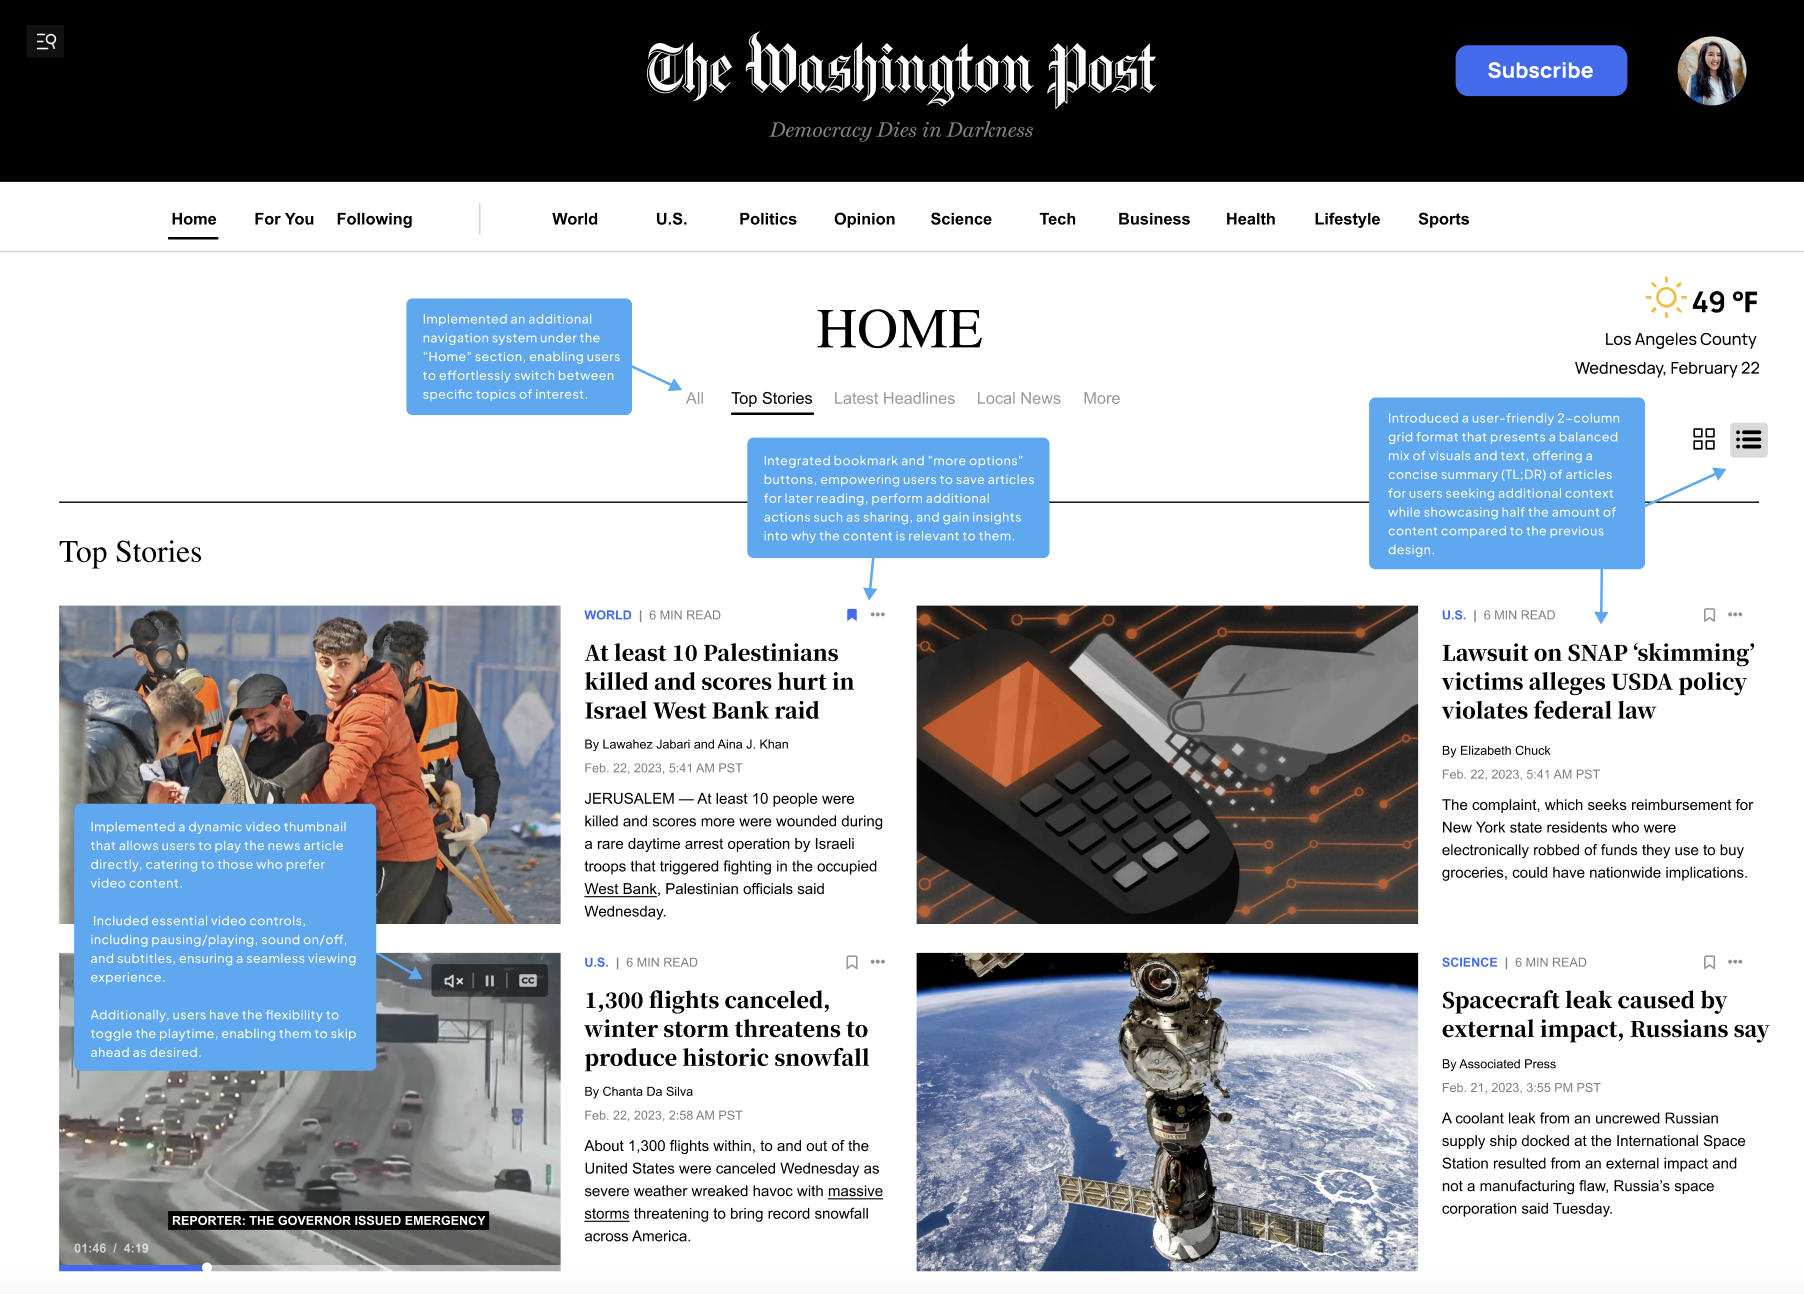 The Washington Post
Democracy Dies in Darkness
Subscribe
Home For You Following World U.S. Politics Opinion Science Tech Business Health Lifestyle Sports
Implemented an additional
navigation system under the
"Home" section, enabling users
to effortlessly switch between
specific topics of interest.
HOME
49 °F
Los Angeles County
Wednesday, February 22
All Top Stories Latest Headlines Local News More
Integrated bookmark and "more options"
buttons, empowering users to save articles
for later reading, perform additional
actions such as sharing, and gain insights
into why the content is relevant to them.
Introduced a user-friendly 2-column
grid format that presents a balanced
mix of visuals and text, offering a
concise summary (TL;DR) of articles
for users seeking additional context
while showcasing half the amount of
content compared to the previous
design.
Top Stories
WORLD | 6 MIN READ
At least 10 Palestinians
killed and scores hurt in
Israel West Bank raid
By Lawahez Jabari and Aina J. Khan
Feb. 22, 2023, 5:41 AM PST
JERUSALEM — At least 10 people were
killed and scores more were wounded during
a rare daytime arrest operation by Israeli
troops that triggered fighting in the occupied
West Bank, Palestinian officials said
Wednesday.
U.S. | 6 MIN READ
Lawsuit on SNAP ‘skimming’
victims alleges USDA policy
violates federal law
By Elizabeth Chuck
Feb. 22, 2023, 5:41 AM PST
The complaint, which seeks reimbursement for
New York state residents who were
electronically robbed of funds they use to buy
groceries, could have nationwide implications.
Implemented a dynamic video thumbnail
that allows users to play the news article
directly, catering to those who prefer
video content.
Included essential video controls,
including pausing/playing, sound on/off,
and subtitles, ensuring a seamless viewing
experience.
Additionally, users have the flexibility to
toggle the playtime, enabling them to skip
ahead as desired.
CC
REPORTER: THE GOVERNOR ISSUED EMERGENCY
01:46 / 4:19
U.S. | 6 MIN READ
1,300 flights canceled,
winter storm threatens to
produce historic snowfall
By Chanta Da Silva
Feb. 22, 2023, 2:58 AM PST
About 1,300 flights within, to and out of the
United States were canceled Wednesday as
severe weather wreaked havoc with massive
storms threatening to bring record snowfall
across America.
SCIENCE | 6 MIN READ
Spacecraft leak caused by
external impact, Russians say
By Associated Press
Feb. 21, 2023, 3:55 PM PST
A coolant leak from an uncrewed Russian
supply ship docked at the International Space
Station resulted from an external impact and
not a manufacturing flaw, Russia’s space
corporation said Tuesday.